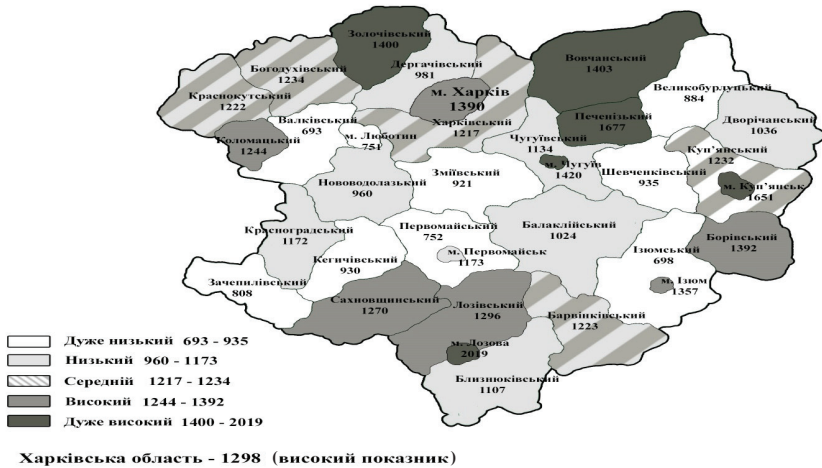 Золочівський
1400
Богодухівський
1234
Дергачівський
981
Вовчанський
1403
Великобурлуцький
884
Краснокутський
1222
м. Харків
1390
Валківський
693
м. Люботин
751
Харківський
1217
Печенізький
1677
Дворічанський
1036
Коломацький
1244
Чугуївський
1134
м. Чугуїв
1420
Куп'янський
1232
Шевченківський
935
м. Куп'янськ
1651
Нововодолазький
960
Зміївський
921
Красноградський
1172
Первомайський
752
м. Первомайськ
1173
Балаклійський
1024
Ізюмський
698
Борівський
1392
Кегичівський
930
Зачепилівський
808
м. Ізюм
1357
Сахновщинський
1270
Лозівський
1296
Барвінківський
1223
м. Лозова
2019
Близнюківський
1107
Дуже низький 693 - 935
Низький 960 - 1173
Середній 1217 - 1234
Високий 1244 - 1392
Дуже високий 1400 - 2019
Харківська область - 1298 (високий показник)